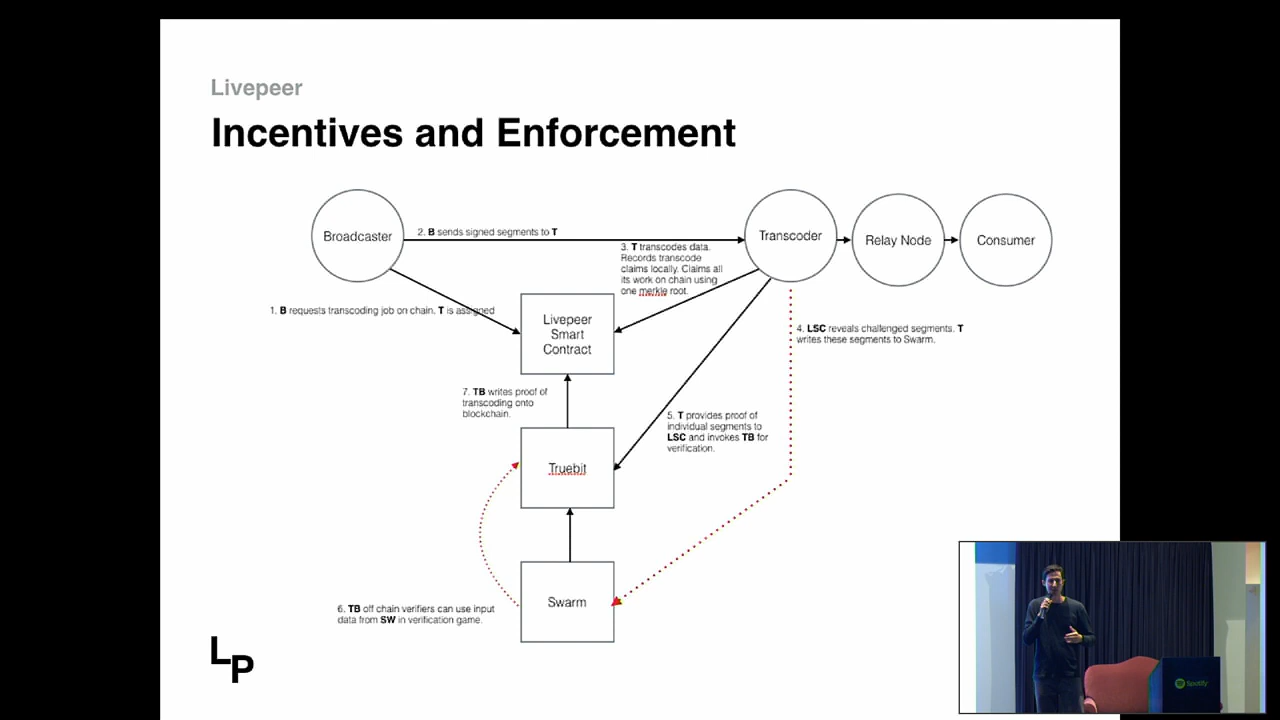 Livepeer
Incentives and Enforcement
Broadcaster
2. B sends signed segments to T
Transcoder
Relay Node
Consumer
3. T transcodes data.
Records transcode
claims locally. Claims all
its work on chain using
one merkle root.
1. B requests transcoding job on chain. T is assigned
Livepeer
Smart
Contract
4. LSC reveals challenged segments. T
writes these segments to Swarm.
7. TB writes proof of
transcoding onto
blockchain.
5. T provides proof of
individual segments to
LSC and invokes TB for
verification.
Truebit
Swarm
6. TB off chain verifiers can use input
data from SW in verification game.
LP
Spotify